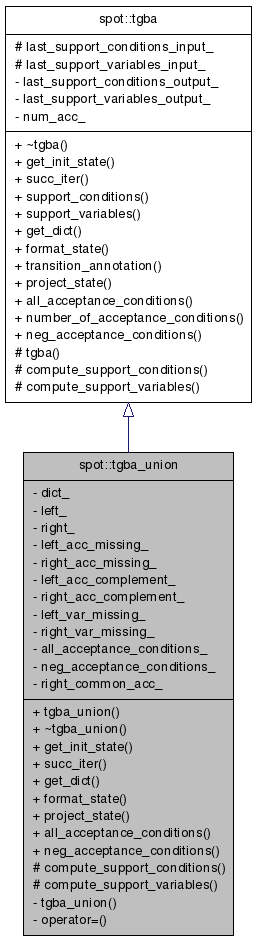 spot::tgba
# last_support_conditions_input_
# last_support_variables_input_
- last_support_conditions_output_
- last_support_variables_output_
- num_acc_
+ ~tgba()
+ get_init_state()
+ succ_iter()
+ support_conditions()
+ support_variables()
+ get_dict()
+ format_state()
+ transition_annotation()
+ project_state()
+ all_acceptance_conditions()
+ number_of_acceptance_conditions()
+ neg_acceptance_conditions()
# tgba()
# compute_support_conditions()
# compute_support_variables()
spot::tgba_union
- dict_
- left_
- right_
- left_acc_missing_
- right_acc_missing_
- left_acc_complement_
- right_acc_complement_
- left_var_missing_
- right_var_missing_
- all_acceptance_conditions_
- neg_acceptance_conditions_
- right_common_acc_
+ tgba_union()
+ ~tgba_union()
+ get_init_state()
+ succ_iter()
+ get_dict()
+ format_state()
+ project_state()
+ all_acceptance_conditions()
+ neg_acceptance_conditions()
# compute_support_conditions()
# compute_support_variables()
- tgba_union()
- operator=()